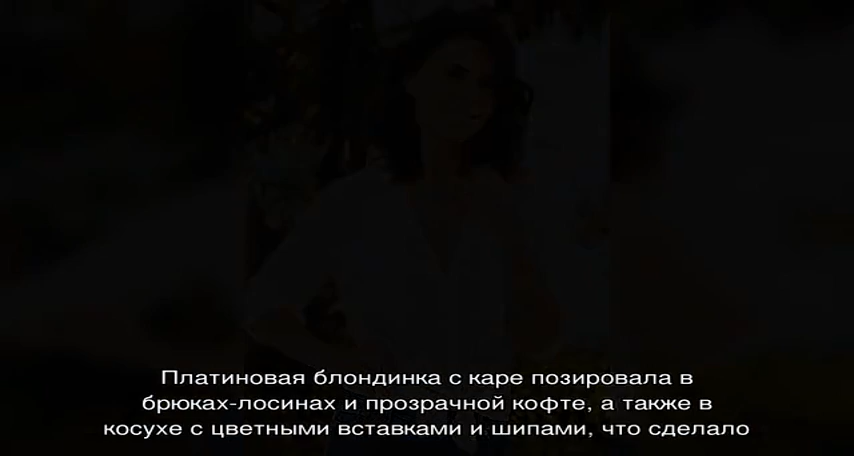 Платиновая блондинка с каре позировала в
брюках-лосинах и прозрачной кофте, а также в
косухе с цветными вставками и шипами, что сделало